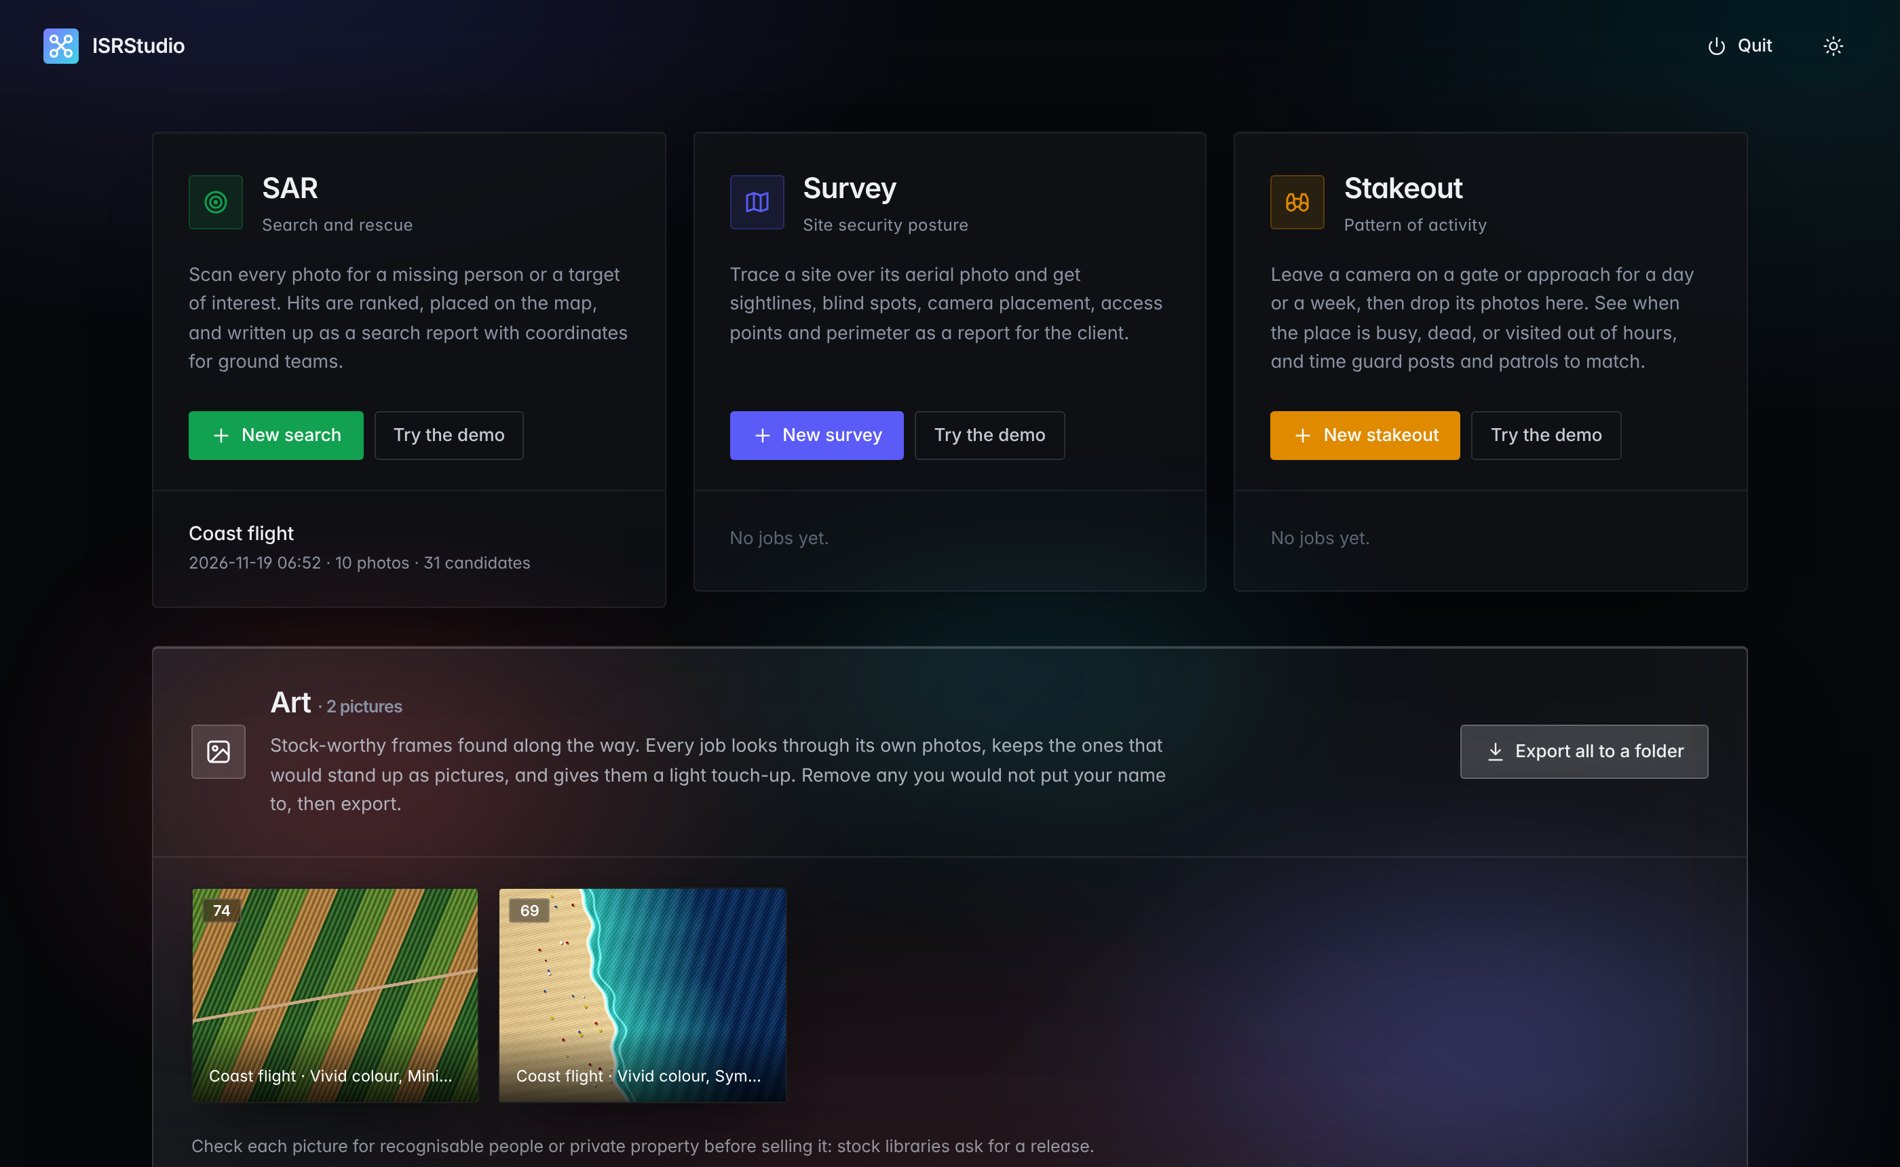 ISRStudio
Quit
SAR
Search and rescue
Scan every photo for a missing person or a target
of interest. Hits are ranked, placed on the map,
and written up as a search report with coordinates
for ground teams.
New search
Try the demo
Coast flight
2026-11-19 06:52 · 10 photos · 31 candidates
Survey
Site security posture
Trace a site over its aerial photo and get
sightlines, blind spots, camera placement, access
points and perimeter as a report for the client.
New survey
Try the demo
No jobs yet.
Stakeout
Pattern of activity
Leave a camera on a gate or approach for a day
or a week, then drop its photos here. See when
the place is busy, dead, or visited out of hours,
and time guard posts and patrols to match.
New stakeout
Try the demo
No jobs yet.
Art · 2 pictures
Stock-worthy frames found along the way. Every job looks through its own photos, keeps the ones that
would stand up as pictures, and gives them a light touch-up. Remove any you would not put your name
to, then export.
Export all to a folder
74
Coast flight · Vivid colour, Mini...
69
Coast flight · Vivid colour, Sym...
Check each picture for recognisable people or private property before selling it: stock libraries ask for a release.